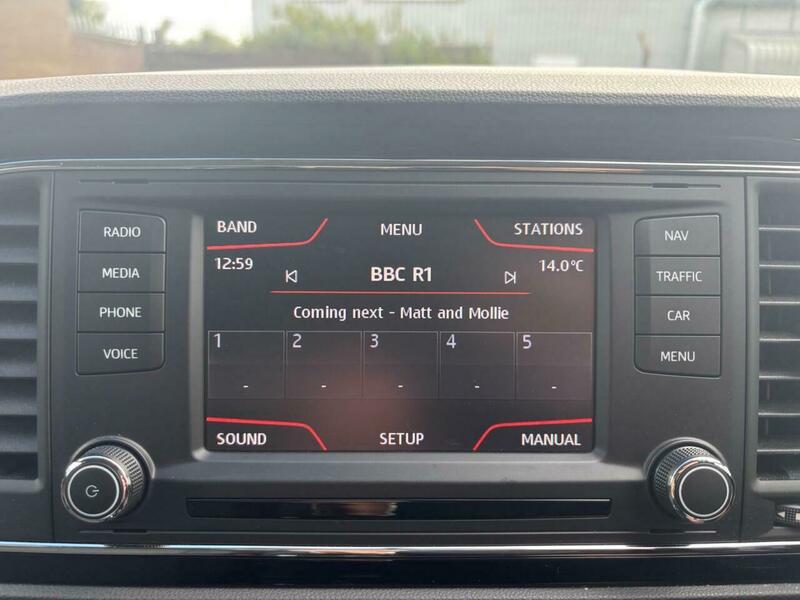 RADIO
MEDIA
PHONE
VOICE
BAND
MENU
STATIONS
12:59
BBC R1
14.0°C
Coming next - Matt and Mollie
1 2 3 4 5
- - - - -
SOUND
SETUP
MANUAL
NAV
TRAFFIC
CAR
MENU